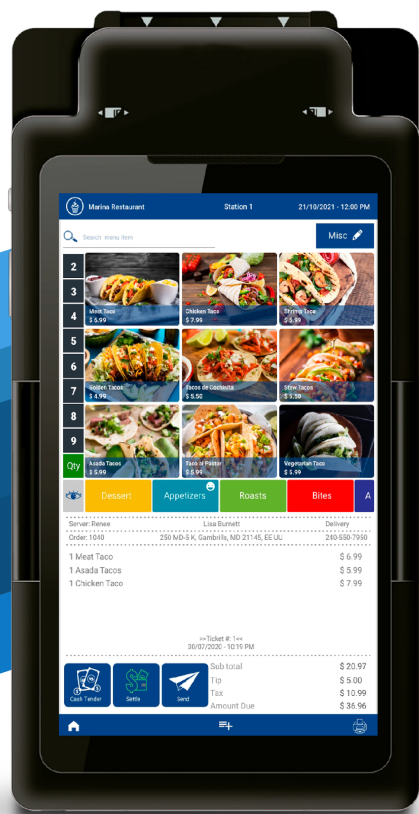 Marina Restaurant Station 1 21/10/2021 - 12:00 PM
Search menu item Misc
2
3
4
5
6
7
8
9
Qty
Meat Taco Chicken Taco Shrimp Taco
$ 6.99 $ 7.99 $ 5.99
Golden Tacos Tacos de Cochinita Stew Tacos
$ 4.99 $ 5.50 $ 5.50
Asada Tacos Taco al Pastor Vegetarian Taco
$ 5.99 $ 5.99 $ 5.99
Dessert Appetizers Roasts Bites A
Server: Renee Lisa Burnett Delivery
Order: 1040 250 MD-5 K, Gambrills, MD 21145, EE UU 240-550-7950
1 Meat Taco $ 6.99
1 Asada Tacos $ 5.99
1 Chicken Taco $ 7.99
>>Ticket #: 1<<
30/07/2020 - 10:19 PM
Sub total $ 20.97
Tip $ 5.00
Tax $ 10.99
Amount Due $ 36.96
Cash Tender Settle Send